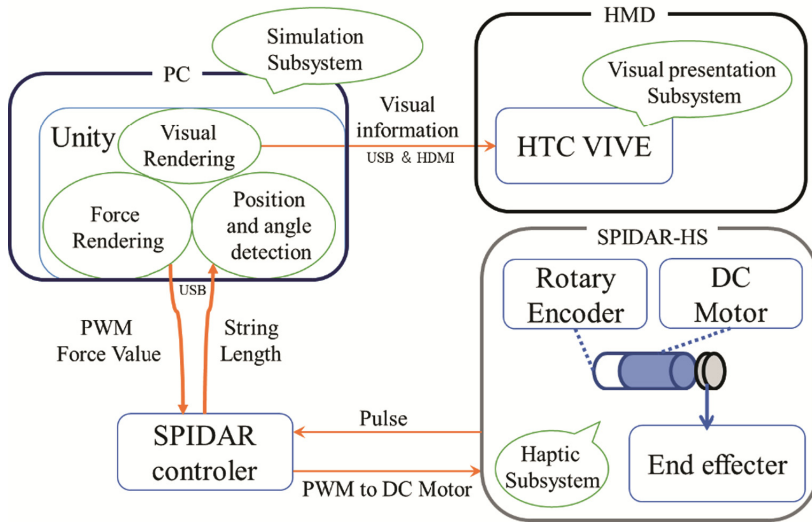 Simulation
Subsystem
PC
Unity
Visual
Rendering
Force
Rendering
Position
and angle
detection
Visual
information
USB & HDMI
HMD
Visual presentation
Subsystem
HTC VIVE
USB
PWM
Force Value
String
Length
SPIDAR
controler
Pulse
PWM to DC Motor
SPIDAR-HS
Rotary
Encoder
DC
Motor
Haptic
Subsystem
End effecter